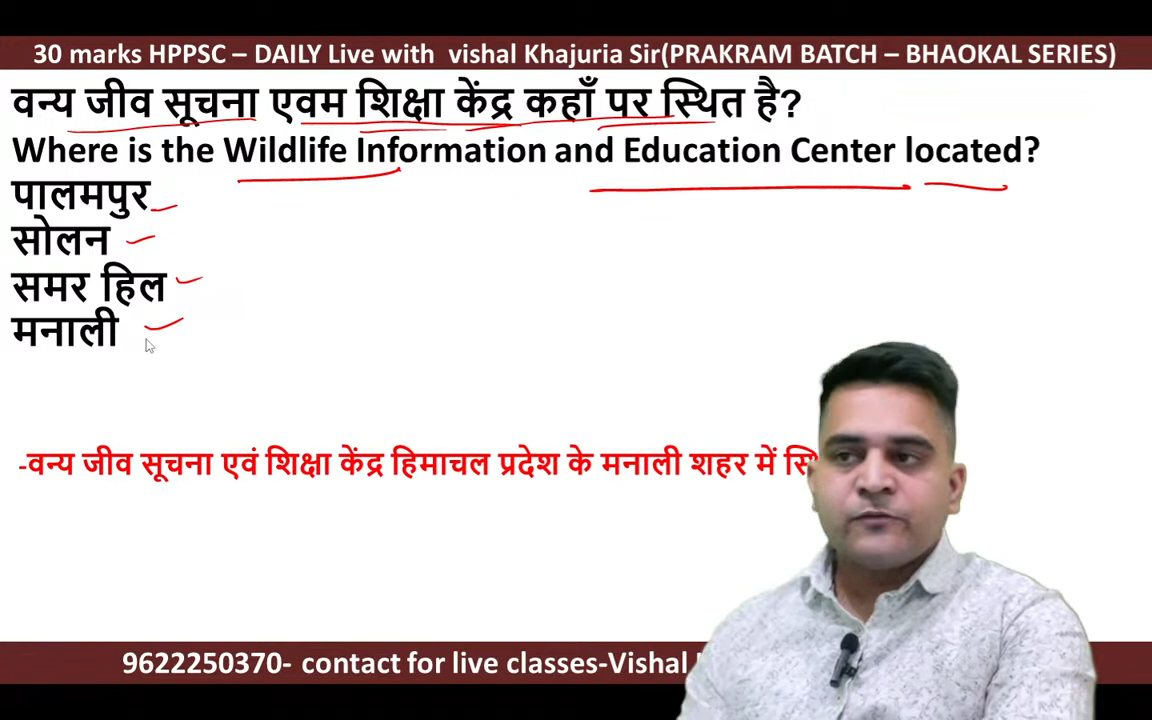 30 marks HPPSC – DAILY Live with vishal Khajuria Sir(PRAKRAM BATCH – BHAOKAL SERIES)
वन्य जीव सूचना एवम शिक्षा केंद्र कहाँ पर स्थित है?
Where is the Wildlife Information and Education Center located?
पालमपुर
सोलन
समर हिल
मनाली
-वन्य जीव सूचना एवं शिक्षा केंद्र हिमाचल प्रदेश के मनाली शहर में
9622250370- contact for live classes-Vishal